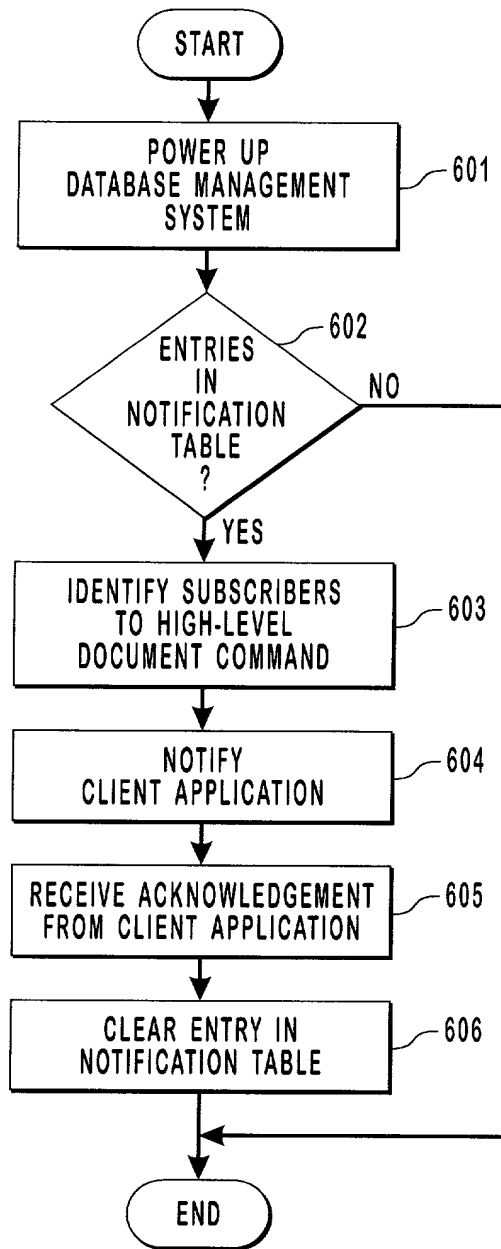 START
POWER UP
DATABASE MANAGEMENT
SYSTEM
601
602
ENTRIES
IN
NOTIFICATION
TABLE
?
NO
YES
IDENTIFY SUBSCRIBERS
TO HIGH-LEVEL
DOCUMENT COMMAND
603
NOTIFY
CLIENT APPLICATION
604
RECEIVE ACKNOWLEDGEMENT
FROM CLIENT APPLICATION
605
CLEAR ENTRY IN
NOTIFICATION TABLE
606
END